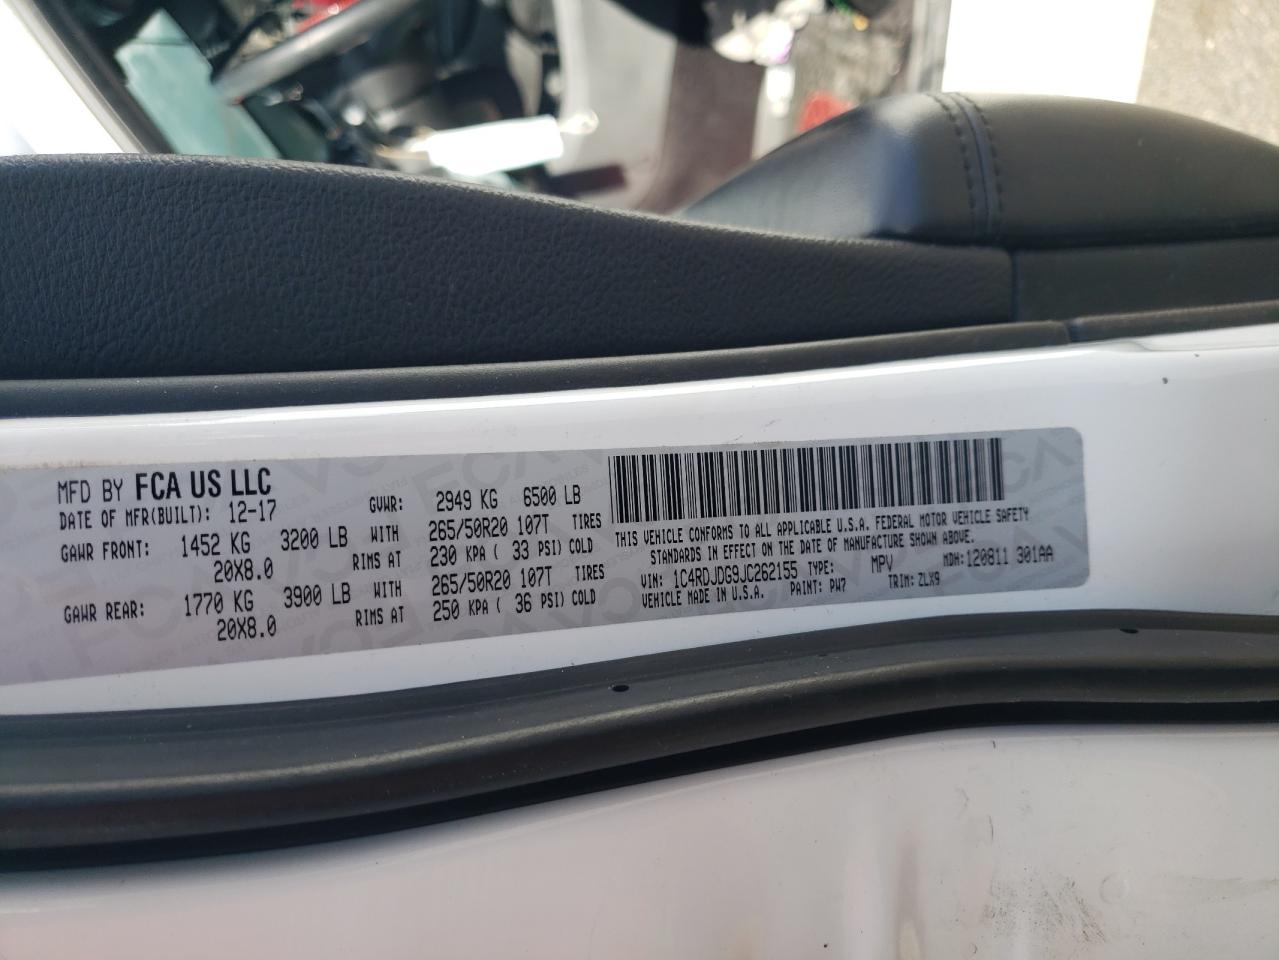 MFD BY FCA US LLC
DATE OF MFR(BUILT): 12-17 GVWR: 2949 KG 6500 LB
GAWR FRONT: 1452 KG 3200 LB WITH 265/50R20 107T TIRES
20X8.0 RIMS AT 230 KPA ( 33 PSI) COLD
GAWR REAR: 1770 KG 3900 LB WITH 265/50R20 107T TIRES
20X8.0 RIMS AT 250 KPA ( 36 PSI) COLD
THIS VEHICLE CONFORMS TO ALL APPLICABLE U.S.A. FEDERAL MOTOR VEHICLE SAFETY
STANDARDS IN EFFECT ON THE DATE OF MANUFACTURE SHOWN ABOVE.
VIN: 1C4RDJDG9JC262155 TYPE: MPV MDH: 120811 301AA
VEHICLE MADE IN U.S.A. PAINT: PW7 TRIM: ZLX9